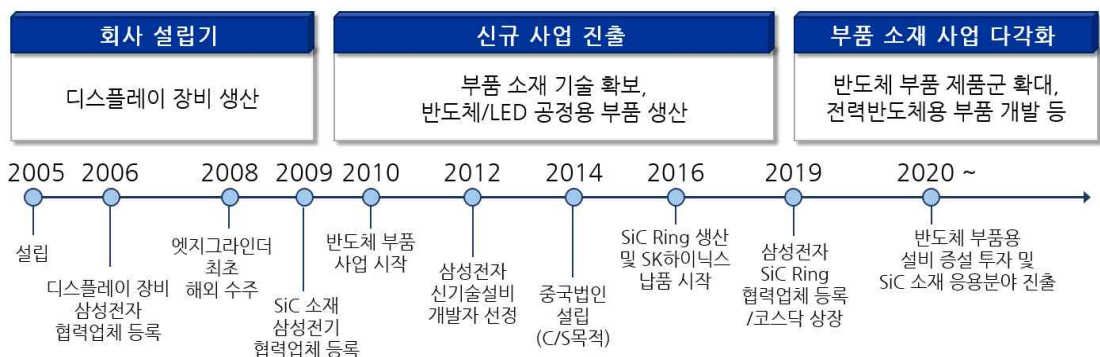 회사 설립기
신규 사업 진출
부품 소재 사업 다각화
디스플레이 장비 생산
부품 소재 기술 확보,
반도체/LED 공정용 부품 생산
반도체 부품 제품군 확대,
전력반도체용 부품 개발 등
2005
설립
2006
디스플레이 장비
삼성전자
협력업체 등록
2008
엣지그라인더
최초
해외 수주
2009
SiC 소재
삼성전기
협력업체 등록
2010
반도체 부품
사업 시작
2012
삼성전자
신기술설비
개발자 선정
2014
중국법인
설립
(C/S목적)
2016
SiC Ring 생산
및 SK하이닉스
납품 시작
2019
삼성전자
SiC Ring
협력업체 등록
/코스닥 상장
2020 ~
반도체 부품용
설비 증설 투자 및
SiC 소재 응용분야 진출